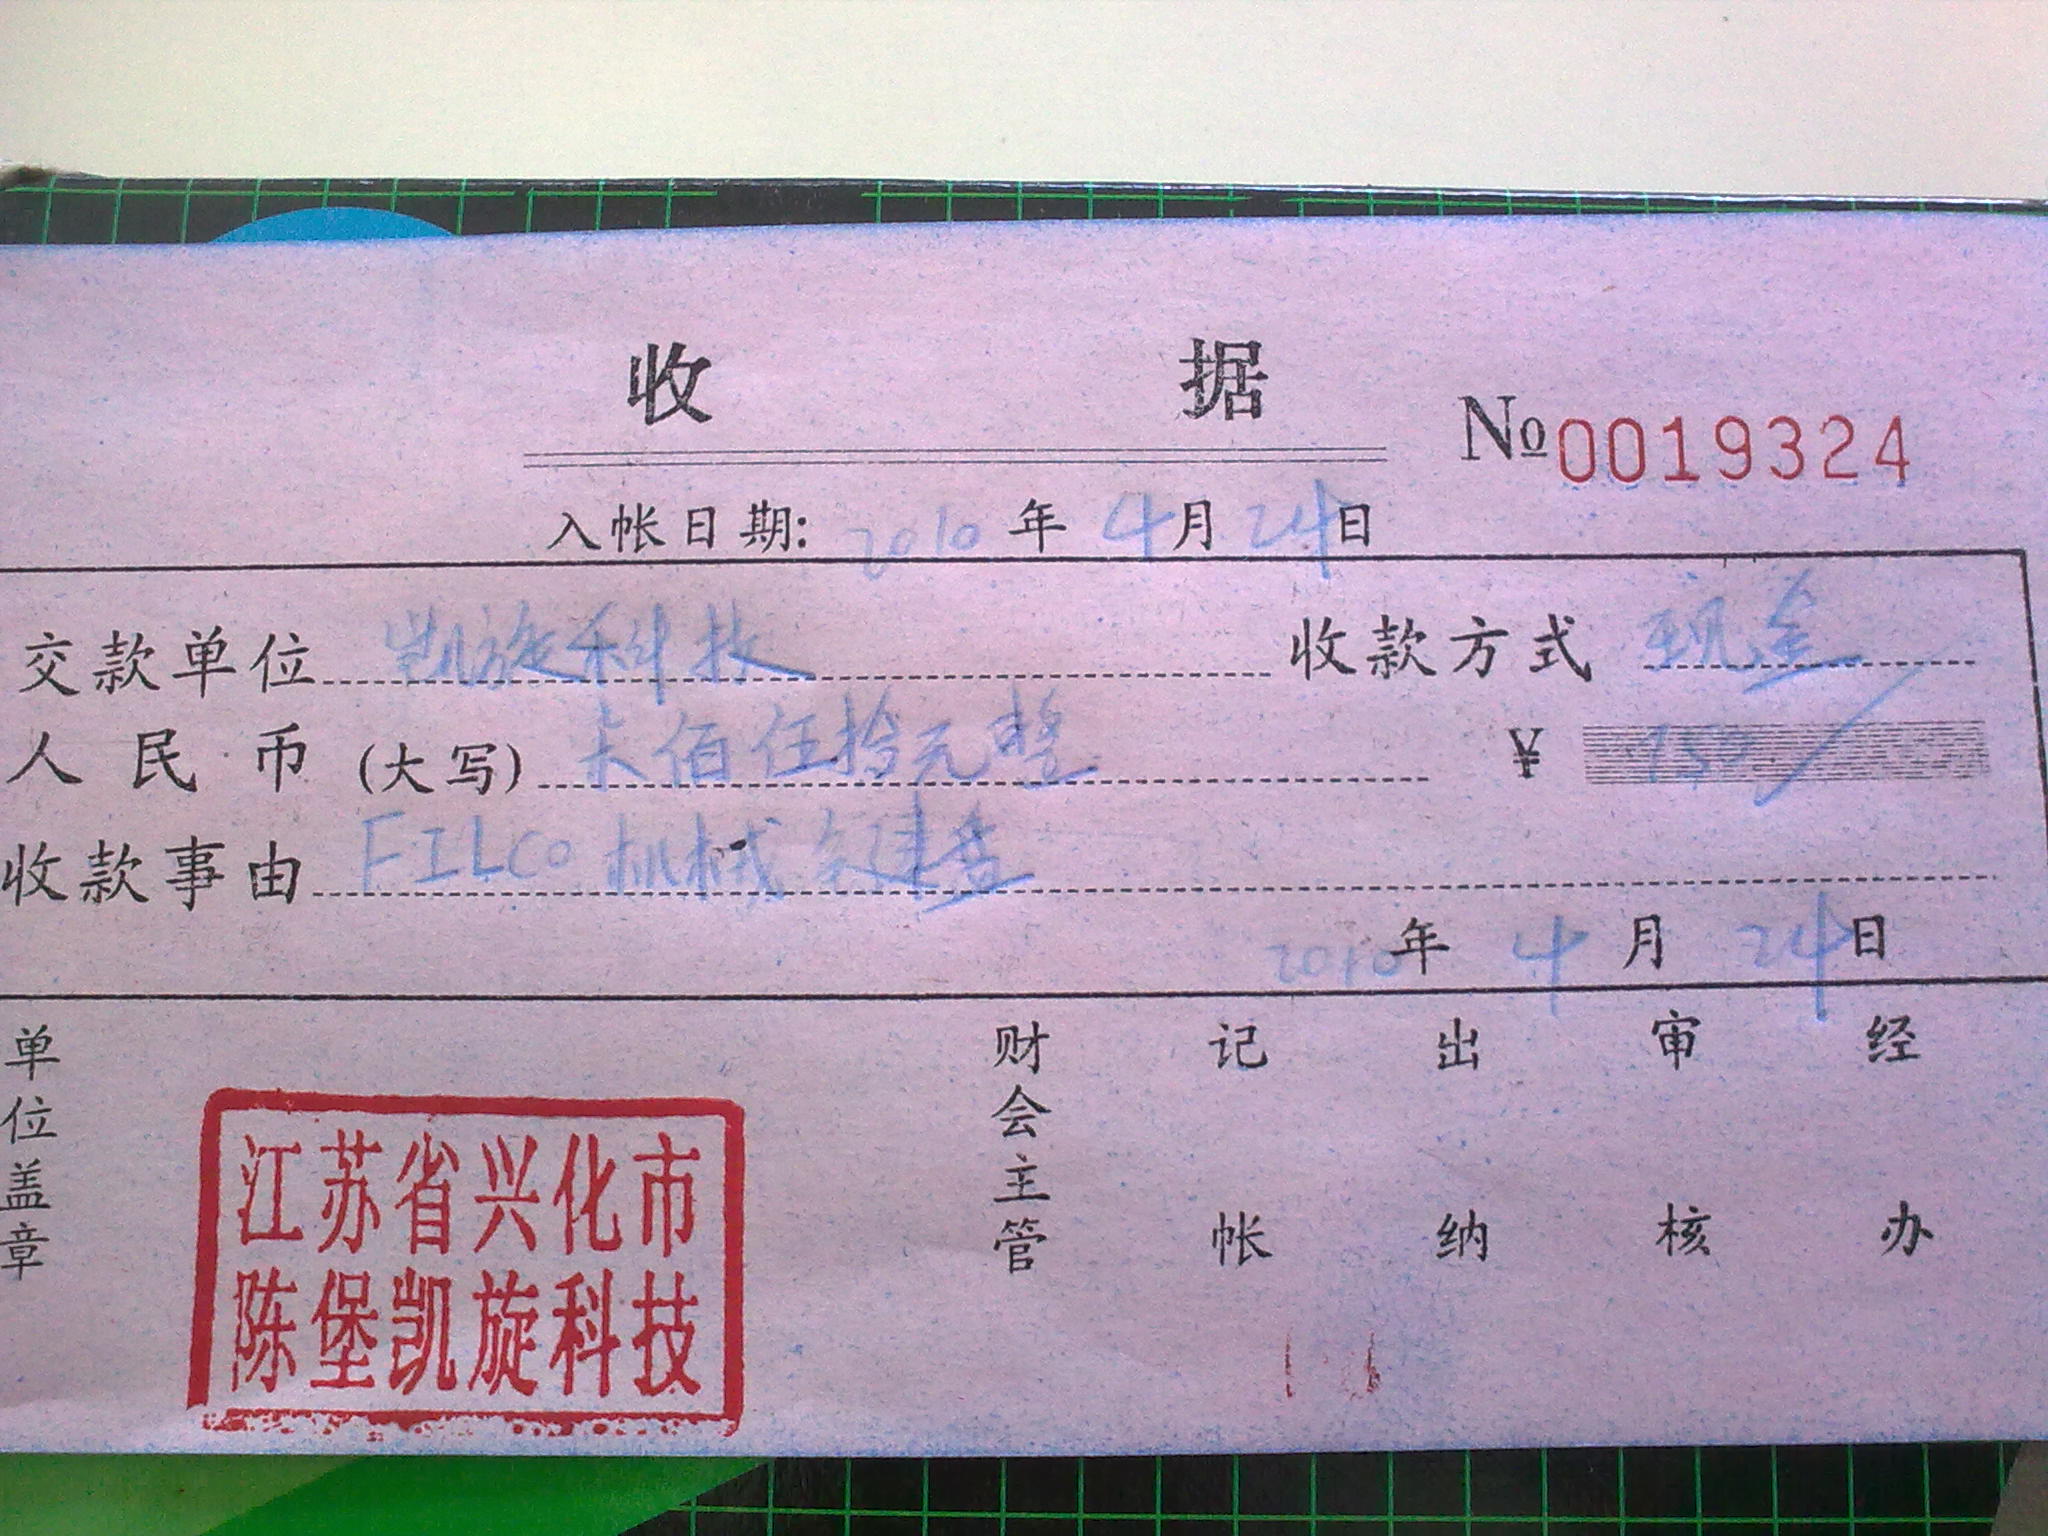 收 据
No 0019324
入帐日期: 2010 年 4 月 24 日
交款单位 凯旋科技 收款方式 现金
人民币 (大写) 佰伍拾元整 ¥ 750
收款事由 FILCO 机械键盘
2010 年 4 月 24 日
单位盖章 财会主管 记帐 出纳 审核 经办
江苏省兴化市
陈堡凯旋科技